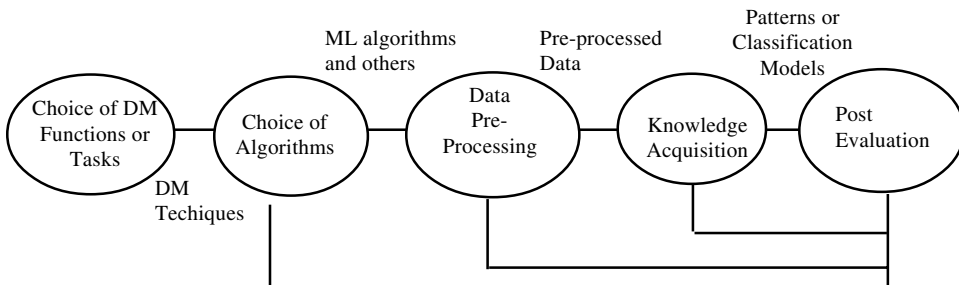 ML algorithms
and others
Pre-processed
Data
Patterns or
Classification
Models
Choice of DM
Functions or
Tasks
Choice of
Algorithms
Data
Pre-
Processing
Knowledge
Acquisition
Post
Evaluation
DM
Techiques